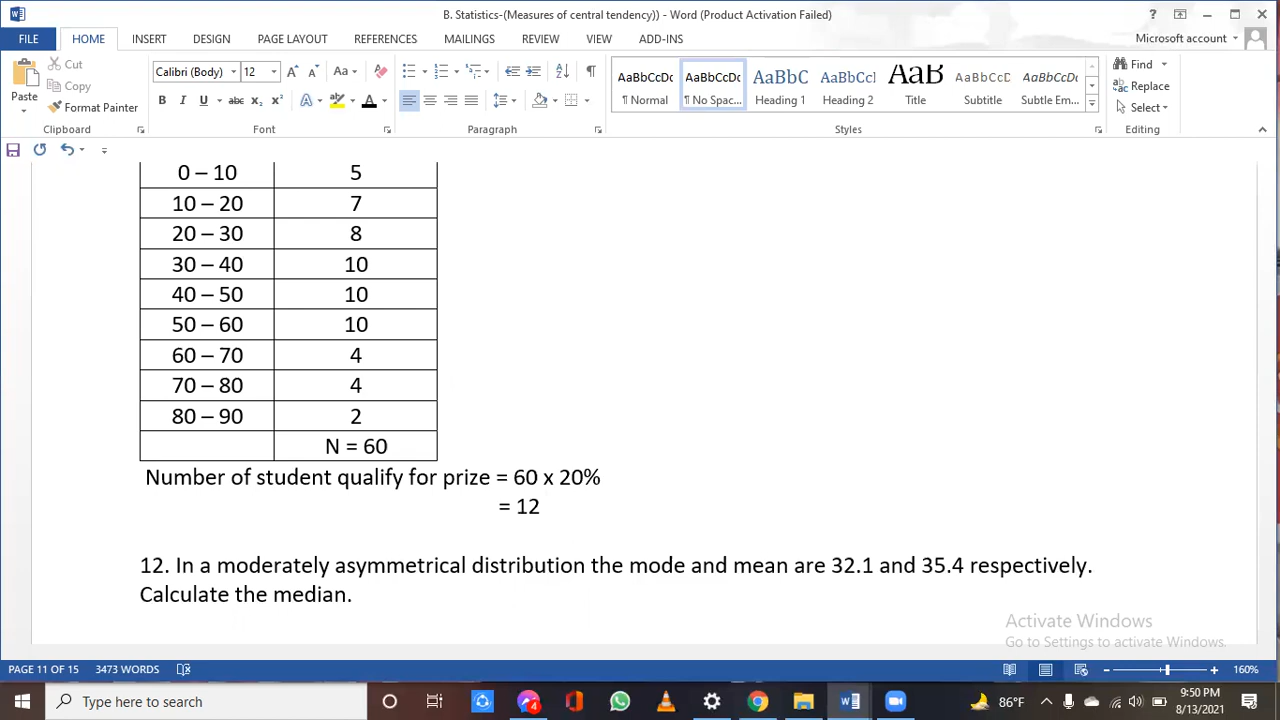 B. Statistics-(Measures of central tendency)) - Word (Product Activation Failed)
FILE HOME INSERT DESIGN PAGE LAYOUT REFERENCES MAILINGS REVIEW VIEW ADD-INS Microsoft account
Cut
Copy
Format Painter
Paste
Calibri (Body) 12
AaBbCcDc AaBbCcDc AaBbC AaBbCcI AaB AaBbCcD AaBbCcDc
¶ Normal ¶ No Spac... Heading Heading 2 Title Subtitle Subtle Em...
Find
Replace
Select
Clipboard Font Paragraph Styles Editing
0 – 10 5
10 – 20 7
20 – 30 8
30 – 40 10
40 – 50 10
50 – 60 10
60 – 70 4
70 – 80 4
80 – 90 2
N = 60
Number of student qualify for prize = 60 x 20%
= 12
12. In a moderately asymmetrical distribution the mode and mean are 32.1 and 35.4 respectively.
Calculate the median.
Activate Windows
Go to Settings to activate Windows.
PAGE 11 OF 15 3473 WORDS 160%
Type here to search 4 86°F 9:50 PM
8/13/2021